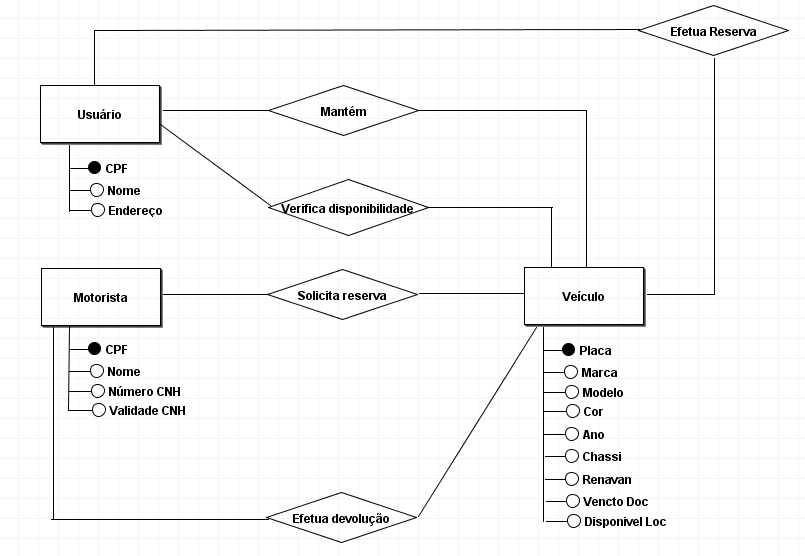 Efetua Reserva
Usuário
Mantém
CPF
Nome
Endereço
Verifica disponibilidade
Motorista
Solicita reserva
Veículo
CPF
Nome
Número CNH
Validade CNH
Placa
Marca
Modelo
Cor
Ano
Chassi
Renavan
Vencto Doc
Disponivel Loc
Efetua devolução